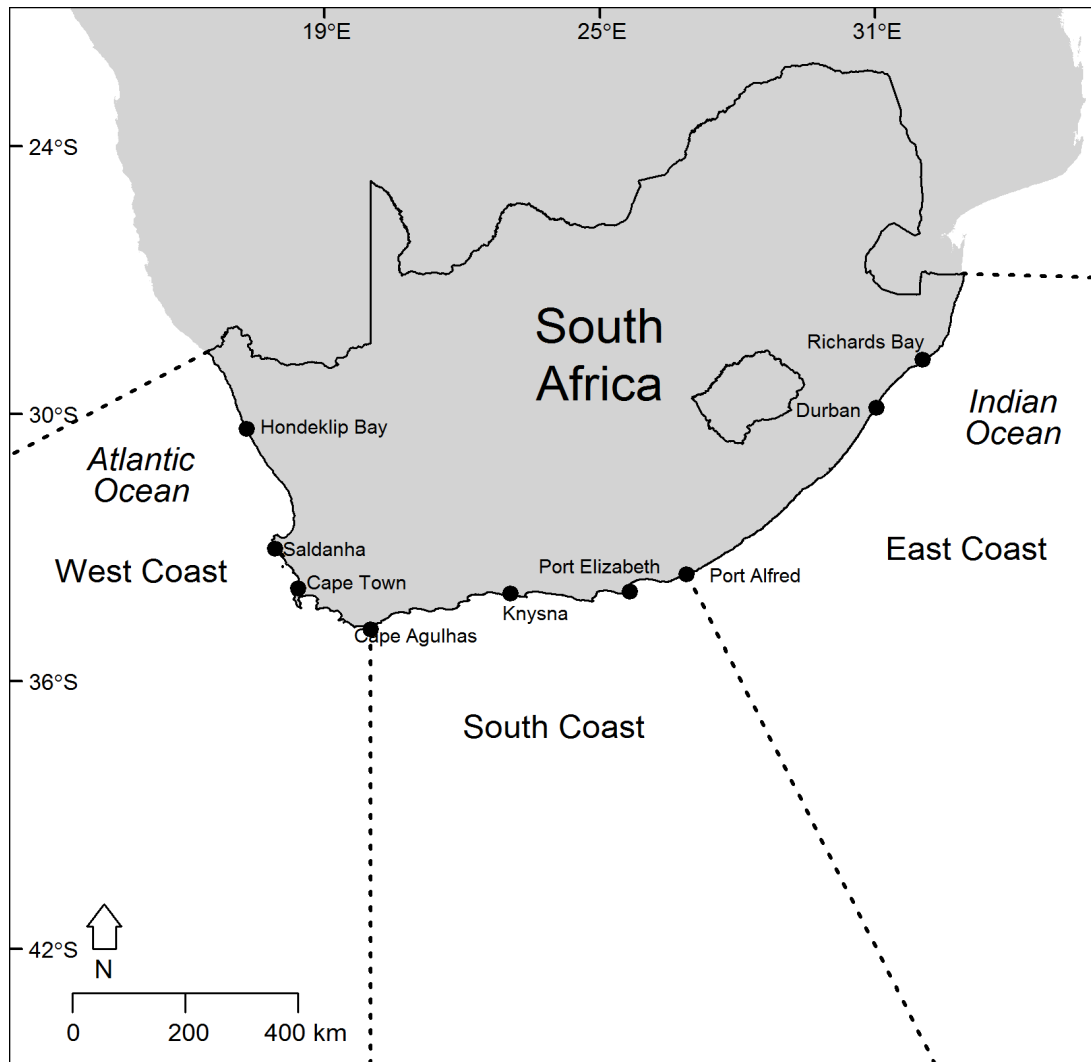 19°E
25°E
31°E
24°S
South
Africa
Richards Bay
Durban
Indian
Ocean
30°S
Hondeklip Bay
Atlantic
Ocean
Saldanha
West Coast
East Coast
Cape Town
Port Elizabeth
Port Alfred
Knysna
Cape Agulhas
36°S
South Coast
42°S
N
0 200 400 km